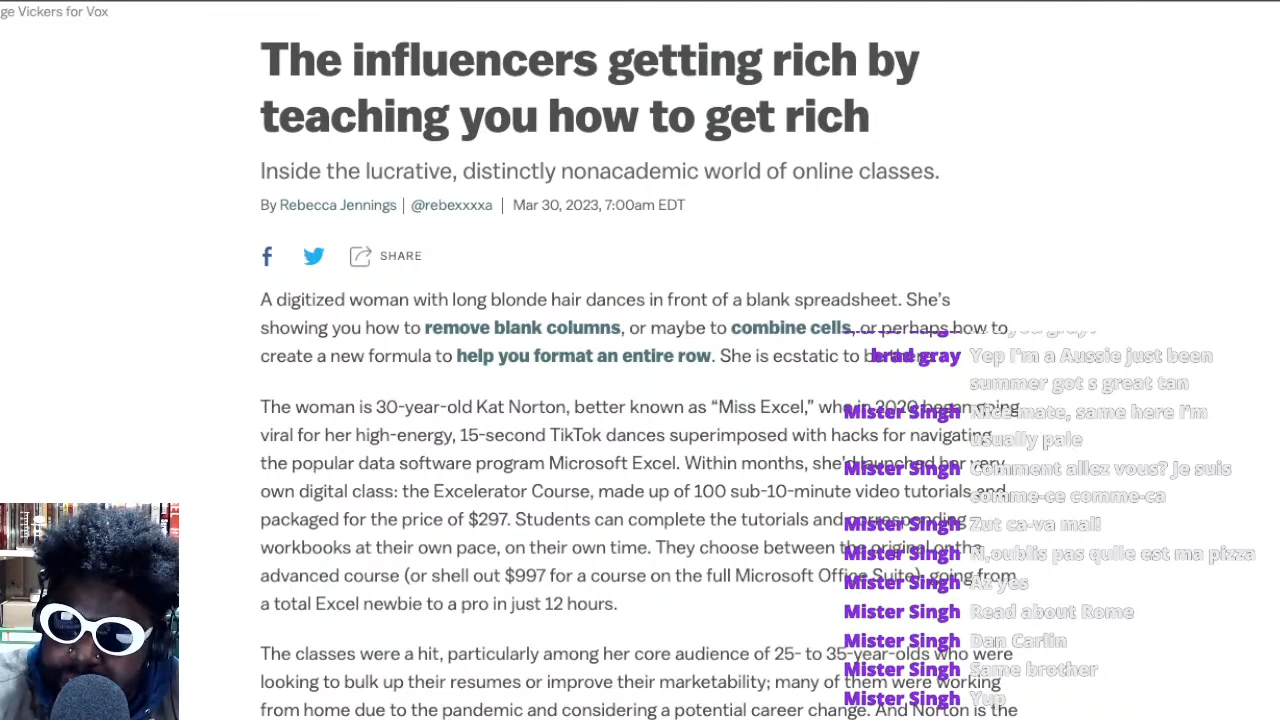 ge Vickers for Vox
The influencers getting rich by
teaching you how to get rich
Inside the lucrative, distinctly nonacademic world of online classes.
By Rebecca Jennings | @rebexxxxa | Mar 30, 2023, 7:00am EDT
SHARE
A digitized woman with long blonde hair dances in front of a blank spreadsheet. She's
showing you how to remove blank columns, or maybe to combine cells, or perhaps how to
create a new formula to help you format an entire row. She is ecstatic to
The woman is 30-year-old Kat Norton, better known as “Miss Excel,” who in 2020 began going
viral for her high-energy, 15-second TikTok dances superimposed with hacks for navigating
the popular data software program Microsoft Excel. Within months, she'd launched her very
own digital class: the Excelerator Course, made up of 100 sub-10-minute video tutorials and
packaged for the price of $297. Students can complete the tutorials and corresponding
workbooks at their own pace, on their own time. They choose between the original or the
advanced course (or shell out $997 for a course on the full Microsoft Office Suite), going from
a total Excel newbie to a pro in just 12 hours.
The classes were a hit, particularly among her core audience of 25- to 35-year-olds who were
looking to bulk up their resumes or improve their marketability; many of them were working
from home due to the pandemic and considering a potential career change. And Norton is the
brad gray Yep I'm a Aussie just been
summer got s great tan
Mister Singh Nice mate, same here I'm
usually pale
Mister Singh Comment allez vous? Je suis
comme-ce comme-ca
Mister Singh Zut ca-va mal!
Mister Singh N,oublis pas qulle est ma pizza
Mister Singh Az yes
Mister Singh Read about Rome
Mister Singh Dan Carlin
Mister Singh Same brother
Mister Singh Yup